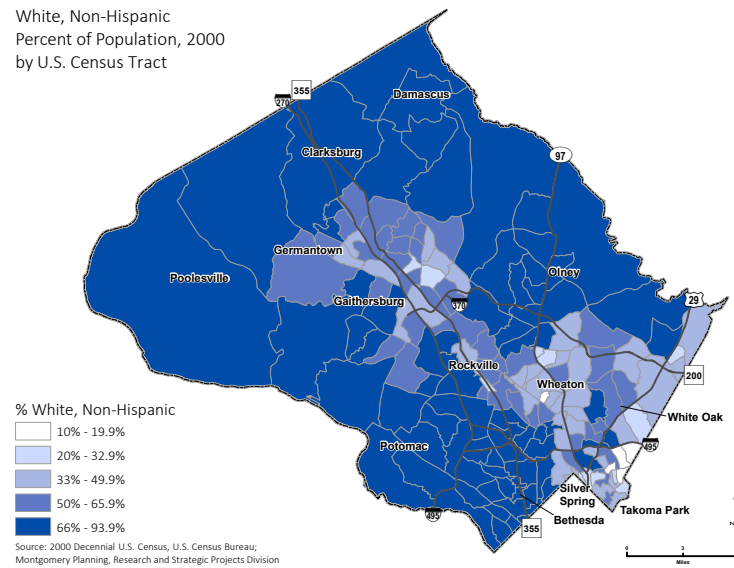 White, Non-Hispanic
Percent of Population, 2000
by U.S. Census Tract
270
355
Damascus
Clarksburg
97
Germantown
Poolesville
Olney
Gaithersburg
370
29
Rockville
Wheaton
200
% White, Non-Hispanic
10% - 19.9%
20% - 32.9%
33% - 49.9%
50% - 65.9%
66% - 93.9%
White Oak
Potomac
495
Silver
Spring
Takoma Park
495
Bethesda
355
Source: 2000 Decennial U.S. Census, U.S. Census Bureau;
Montgomery Planning, Research and Strategic Projects Division
0
3
Miles